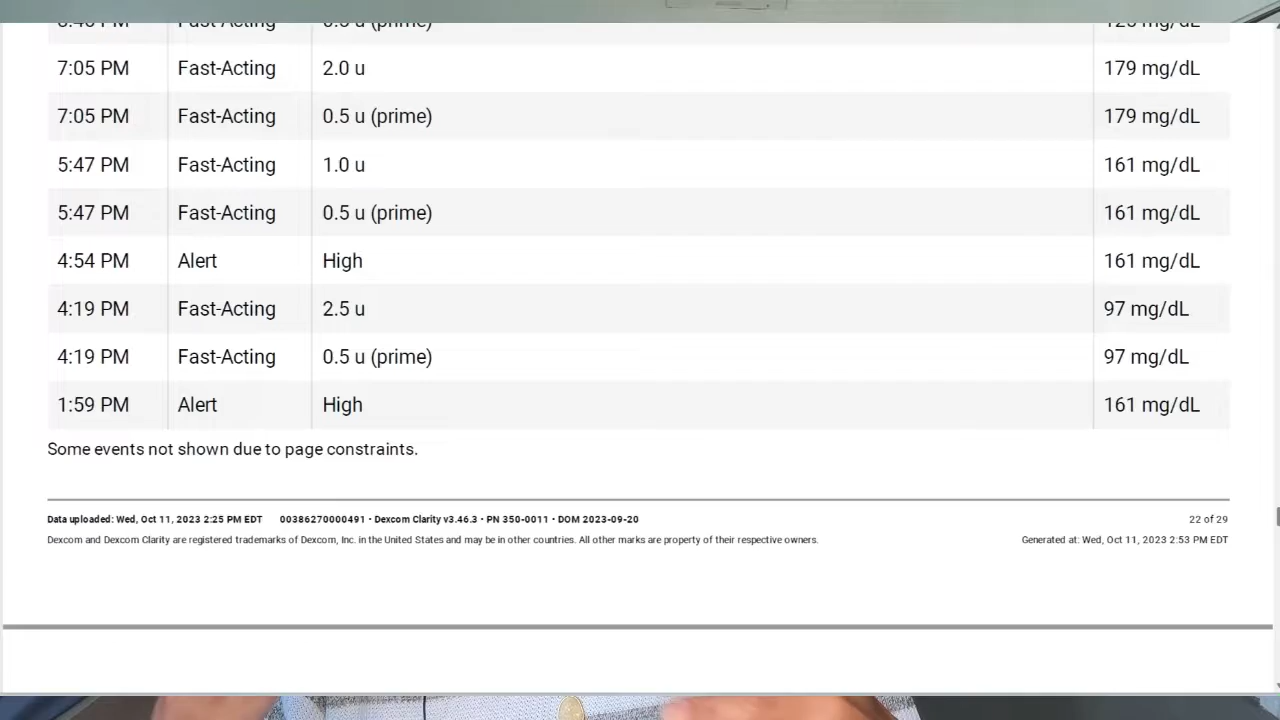 Fast-Acting 0.5 u (prime)
7:05 PM Fast-Acting 2.0 u 179 mg/dL
7:05 PM Fast-Acting 0.5 u (prime) 179 mg/dL
5:47 PM Fast-Acting 1.0 u 161 mg/dL
5:47 PM Fast-Acting 0.5 u (prime) 161 mg/dL
4:54 PM Alert High 161 mg/dL
4:19 PM Fast-Acting 2.5 u 97 mg/dL
4:19 PM Fast-Acting 0.5 u (prime) 97 mg/dL
1:59 PM Alert High 161 mg/dL
Some events not shown due to page constraints.
Data uploaded: Wed, Oct 11, 2023 2:25 PM EDT 00386270000491 • Dexcom Clarity v3.46.3 • PN 350-0011 • DOM 2023-09-20 22 of 29
Dexcom and Dexcom Clarity are registered trademarks of Dexcom, Inc. in the United States and may be in other countries. All other marks are property of their respective owners. Generated at: Wed, Oct 11, 2023 2:53 PM EDT